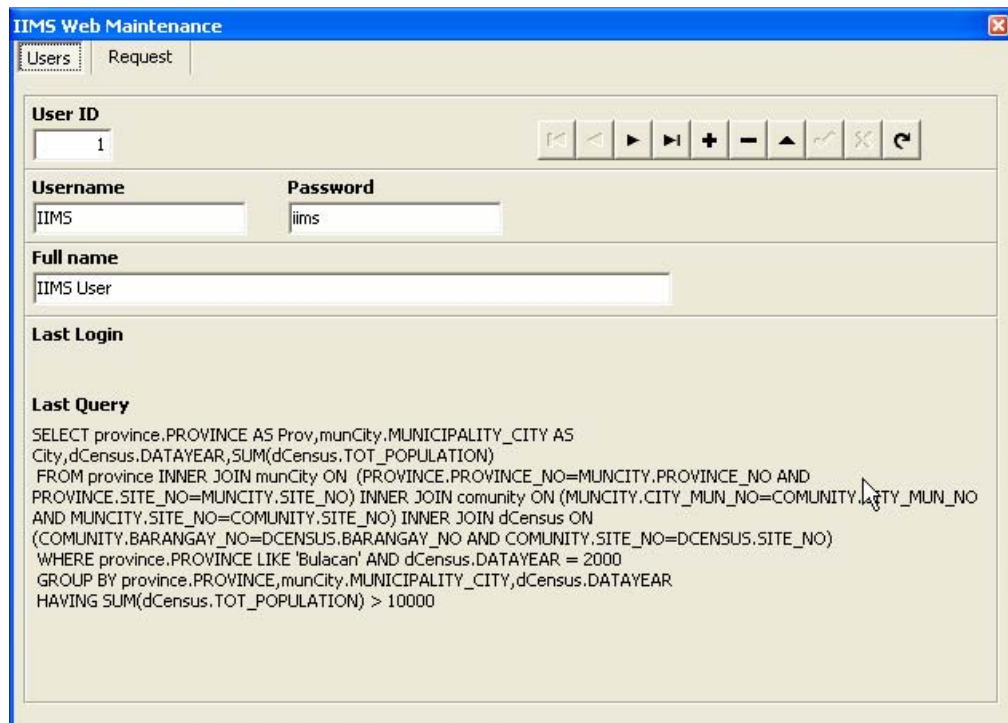 IIMS Web Maintenance
Users Request
User ID
1
Username Password
IIMS iims
Full name
IIMS User
Last Login
Last Query
SELECT province.PROVINCE AS Prov,munCity.MUNICIPALITY_CITY AS
City,dCensus.DATAYEAR,SUM(dCensus.TOT_POPULATION)
FROM province INNER JOIN munCity ON (PROVINCE.PROVINCE_NO=MUNCITY.PROVINCE_NO AND
PROVINCE.SITE_NO=MUNCITY.SITE_NO) INNER JOIN comunity ON (MUNCITY.CITY_MUN_NO=COMUNITY.CITY_MUN_NO
AND MUNCITY.SITE_NO=COMUNITY.SITE_NO) INNER JOIN dCensus ON
(COMUNITY.BARANGAY_NO=DCENSUS.BARANGAY_NO AND COMUNITY.SITE_NO=DCENSUS.SITE_NO)
WHERE province.PROVINCE LIKE 'Bulacan' AND dCensus.DATAYEAR = 2000
GROUP BY province.PROVINCE,munCity.MUNICIPALITY_CITY,dCensus.DATAYEAR
HAVING SUM(dCensus.TOT_POPULATION) > 10000